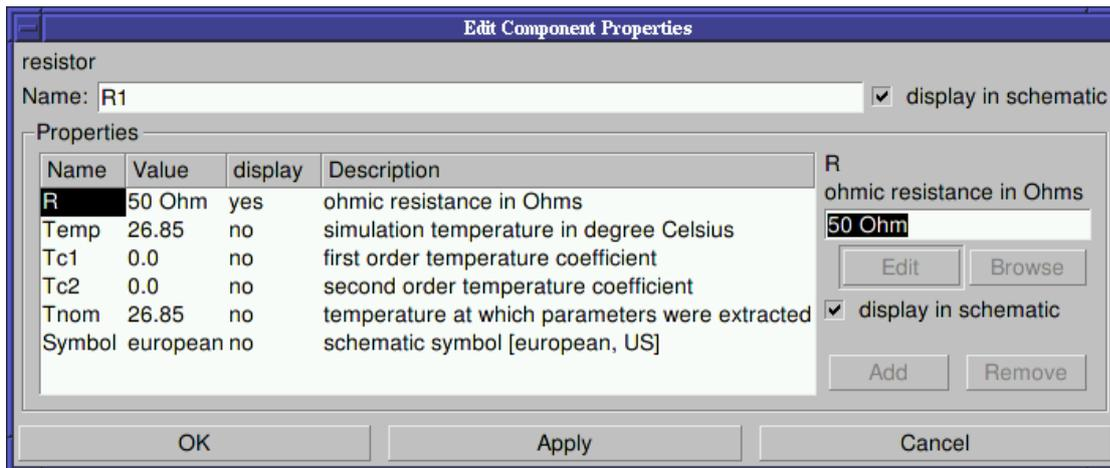 Edit Component Properties
resistor
Name: R1 display in schematic
Properties
Name Value display Description
R 50 Ohm yes ohmic resistance in Ohms
Temp 26.85 no simulation temperature in degree Celsius
Tc1 0.0 no first order temperature coefficient
Tc2 0.0 no second order temperature coefficient
Tnom 26.85 no temperature at which parameters were extracted
Symbol european no schematic symbol [european, US]
R
ohmic resistance in Ohms
50 Ohm
Edit Browse
display in schematic
Add Remove
OK Apply Cancel